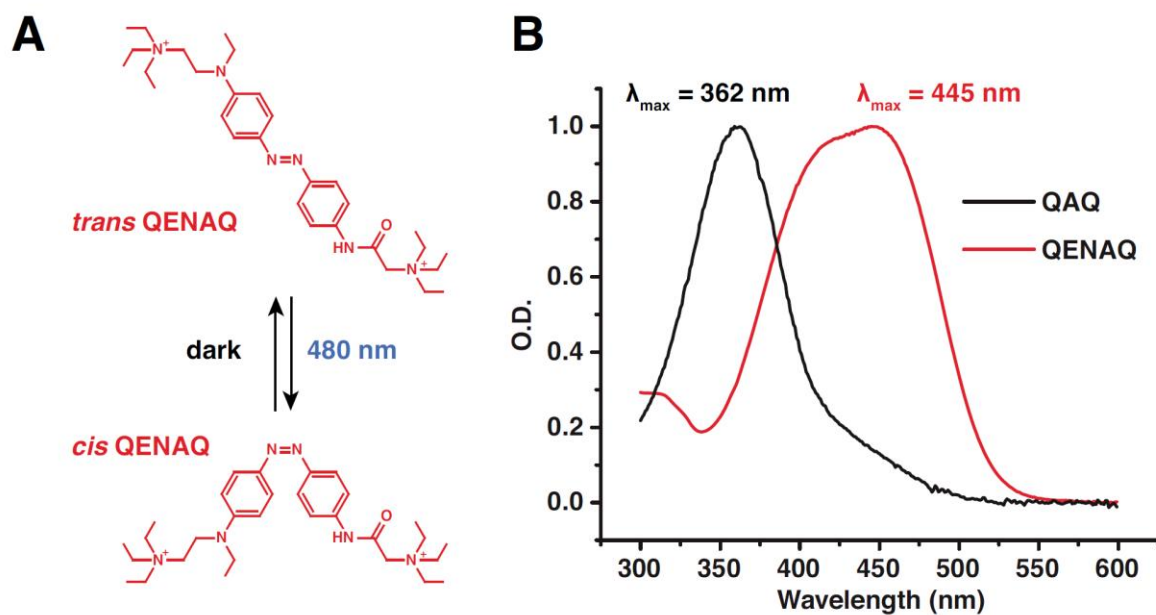 A
N+
N
N=N
trans QENAQ
O
HN
N+
dark
480 nm
cis QENAQ
N=N
N+
N
HN
O
N+
B
λmax = 362 nm
λmax = 445 nm
QAQ
QENAQ
O.D.
1.0
0.8
0.6
0.4
0.2
0.0
300 350 400 450 500 550 600
Wavelength (nm)